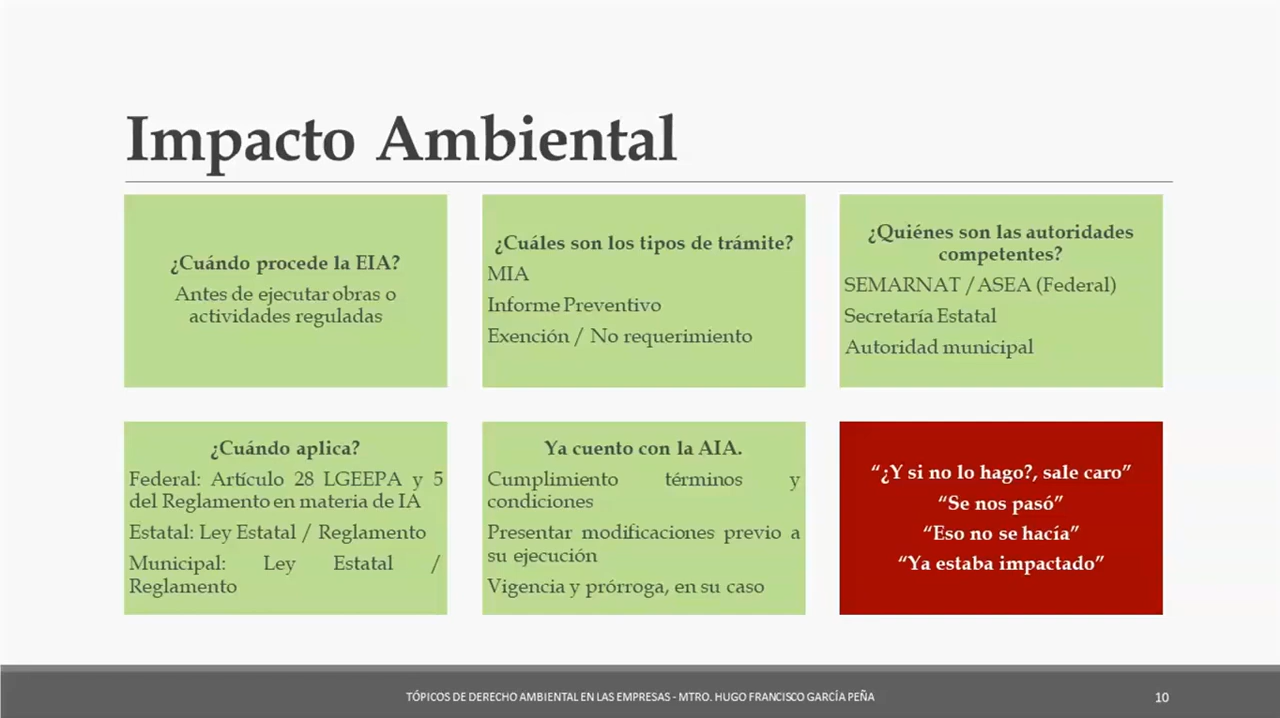 Impacto Ambiental
¿Cuándo procede la EIA?
Antes de ejecutar obras o
actividades reguladas
¿Cuáles son los tipos de trámite?
MIA
Informe Preventivo
Exención / No requerimiento
¿Quiénes son las autoridades
competentes?
SEMARNAT / ASEA (Federal)
Secretaría Estatal
Autoridad municipal
¿Cuándo aplica?
Federal: Artículo 28 LGEEPA y 5
del Reglamento en materia de IA
Estatal: Ley Estatal / Reglamento
Municipal: Ley Estatal /
Reglamento
Ya cuento con la AIA.
Cumplimiento términos y
condiciones
Presentar modificaciones previo a
su ejecución
Vigencia y prórroga, en su caso
“¿Y si no lo hago?, sale caro”
“Se nos pasó”
“Eso no se hacía”
“Ya estaba impactado”
TÓPICOS DE DERECHO AMBIENTAL EN LAS EMPRESAS - MTRO. HUGO FRANCISCO GARCÍA PEÑA
10